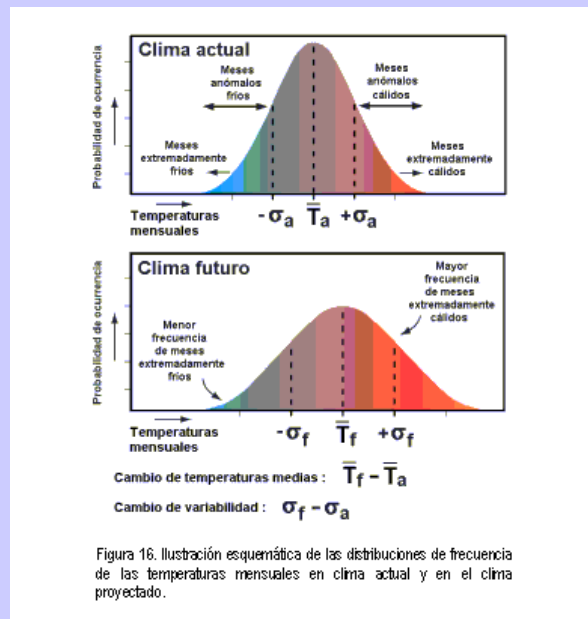 Clima actual
Probabilidad de ocurrencia
Meses
anómalos
fríos
Meses
anómalos
cálidos
Meses
extremadamente
fríos
Meses
extremadamente
cálidos
Temperaturas
mensuales
-σa
T̅a
+σa
Clima futuro
Probabilidad de ocurrencia
Menor
frecuencia
de meses
extremadamente
fríos
Mayor
frecuencia
de meses
extremadamente
cálidos
Temperaturas
mensuales
-σf
T̅f
+σf
Cambio de temperaturas medias : T̅f – T̅a
Cambio de variabilidad : σf – σa
Figura 16. Ilustración esquemática de las distribuciones de frecuencia
de las temperaturas mensuales en clima actual y en el clima
proyectado.